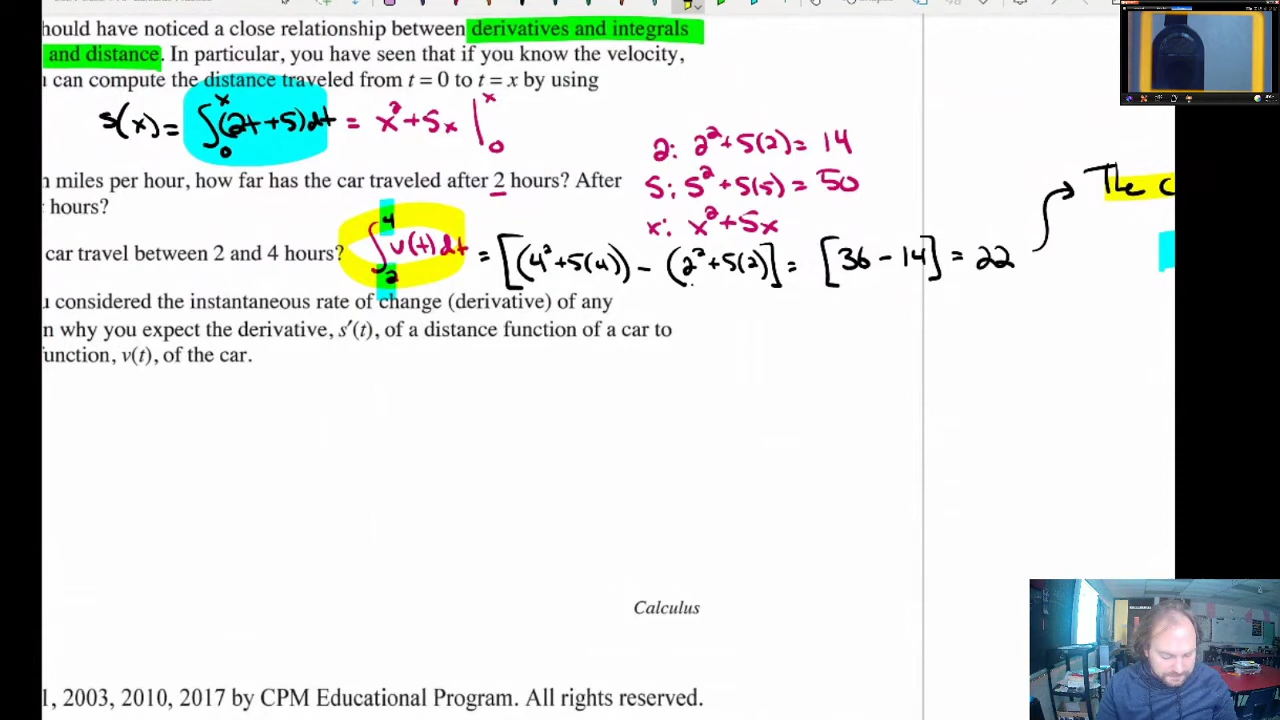 hould have noticed a close relationship between derivatives and integrals
and distance. In particular, you have seen that if you know the velocity,
can compute the distance traveled from t = 0 to t = x by using
s(x) = ∫₀ˣ (2t+5)dt = x²+5x |₀ˣ
2: 2²+5(2) = 14
n miles per hour, how far has the car traveled after 2 hours? After
5: 5²+5(5) = 50
hours?
x: x²+5x
The c
car travel between 2 and 4 hours? ∫₂⁴ v(t)dt = [(4²+5(4)) - (2²+5(2)] = [36 - 14] = 22
considered the instantaneous rate of change (derivative) of any
n why you expect the derivative, s′(t), of a distance function of a car to
unction, v(t), of the car.
Calculus
1, 2003, 2010, 2017 by CPM Educational Program. All rights reserved.